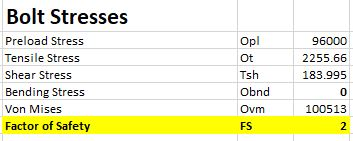 Bolt Stresses
Preload Stress Opl 96000
Tensile Stress Ot 2255.66
Shear Stress Tsh 183.995
Bending Stress Obnd 0
Von Mises Ovm 100513
Factor of Safety FS 2